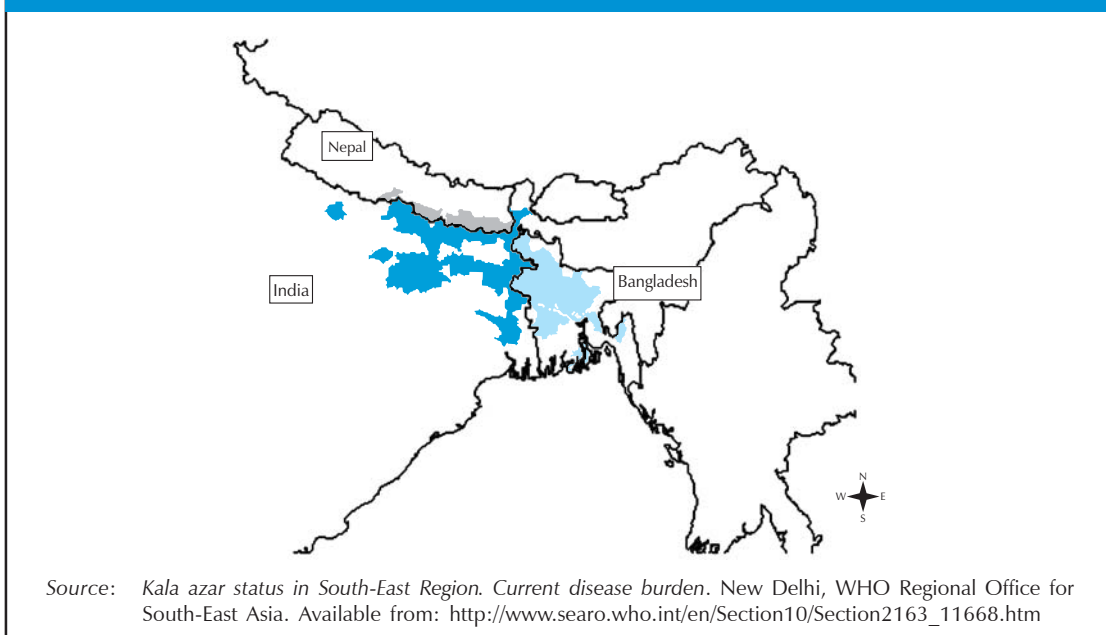 Nepal
India
Bangladesh
N
W E
S
Source: Kala azar status in South-East Region. Current disease burden. New Delhi, WHO Regional Office for
South-East Asia. Available from: http://www.searo.who.int/en/Section10/Section2163_11668.htm